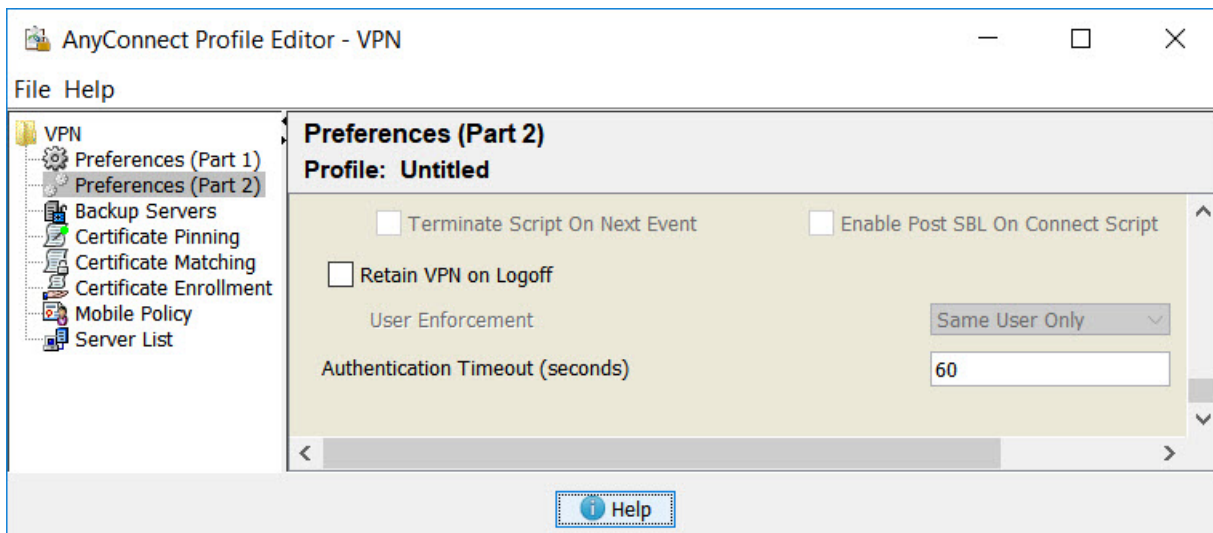 AnyConnect Profile Editor - VPN
File Help
VPN
Preferences (Part 1)
Preferences (Part 2)
Backup Servers
Certificate Pinning
Certificate Matching
Certificate Enrollment
Mobile Policy
Server List
Preferences (Part 2)
Profile: Untitled
Terminate Script On Next Event Enable Post SBL On Connect Script
Retain VPN on Logoff
User Enforcement Same User Only
Authentication Timeout (seconds) 60
Help